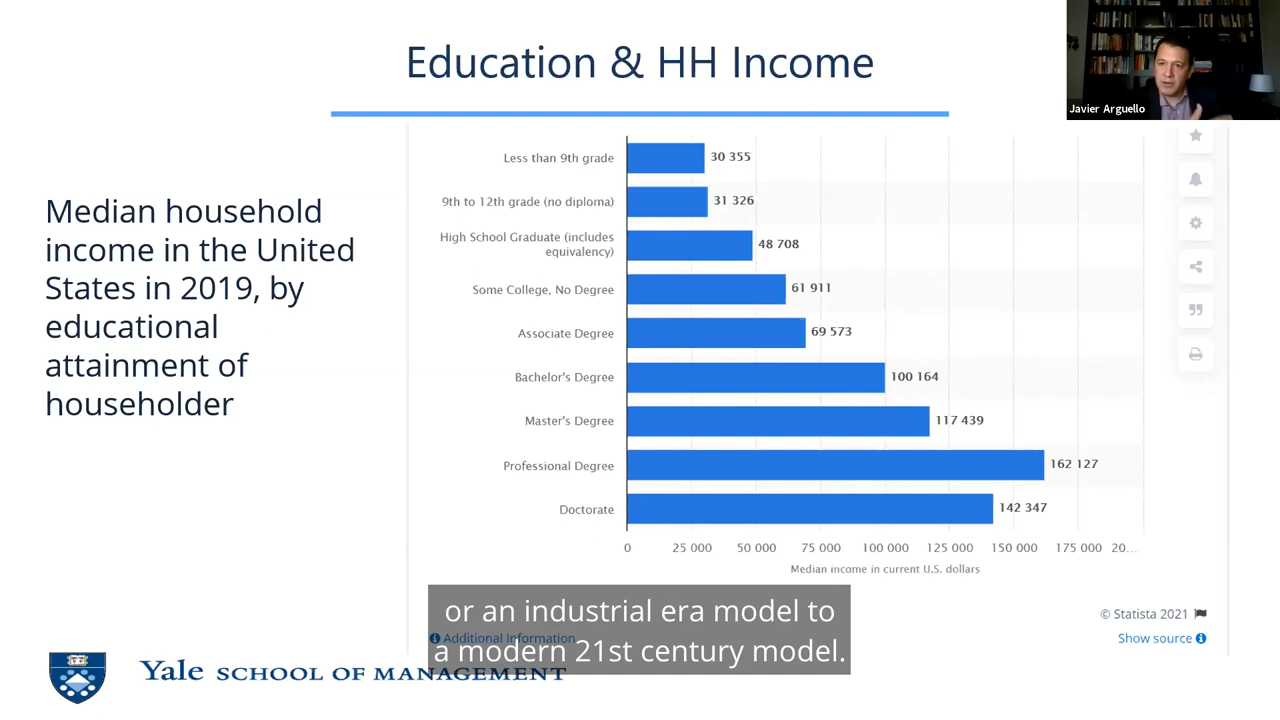 Education & HH Income
Javier Arguello
Median household
income in the United
States in 2019, by
educational
attainment of
householder
Less than 9th grade
30 355
9th to 12th grade (no diploma)
31 326
High School Graduate (includes
equivalency)
48 708
Some College, No Degree
61 911
Associate Degree
69 573
Bachelor's Degree
100 164
Master's Degree
117 439
Professional Degree
162 127
Doctorate
142 347
0 25 000 50 000 75 000 100 000 125 000 150 000 175 000 20...
Median income in current U.S. dollars
© Statista 2021
Additional Information
Show source
or an industrial era model to
a modern 21st century model.
Yale SCHOOL OF MANAGEMENT